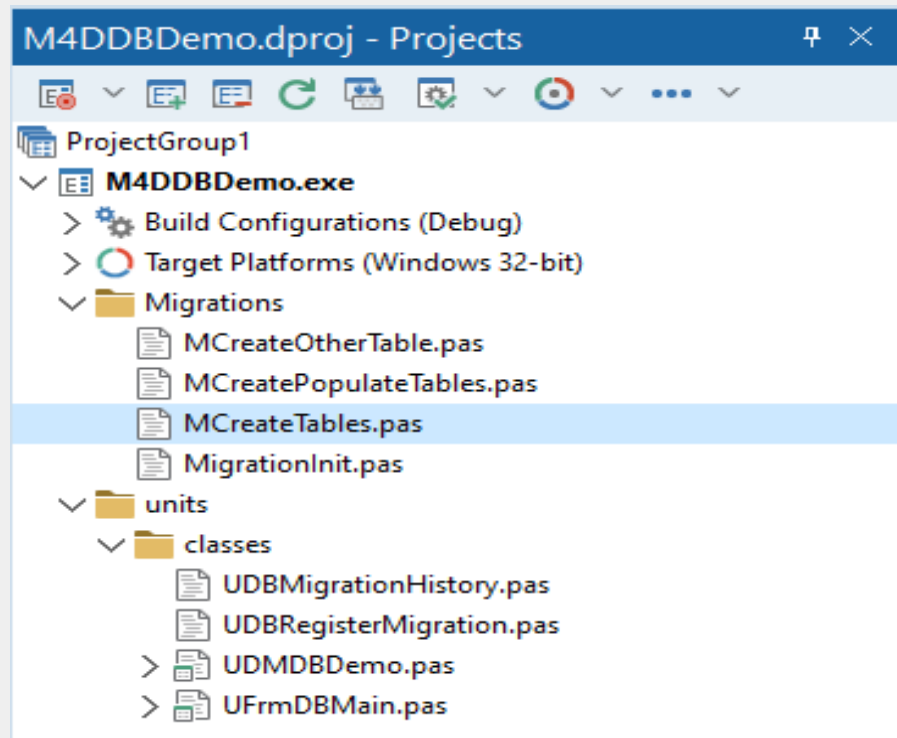 M4DDBDemo.dproj - Projects
ProjectGroup1
M4DDBDemo.exe
Build Configurations (Debug)
Target Platforms (Windows 32-bit)
Migrations
MCreateOtherTable.pas
MCreatePopulateTables.pas
MCreateTables.pas
MigrationInit.pas
units
classes
UDBMigrationHistory.pas
UDBRegisterMigration.pas
UDMDBDemo.pas
UFrmDBMain.pas